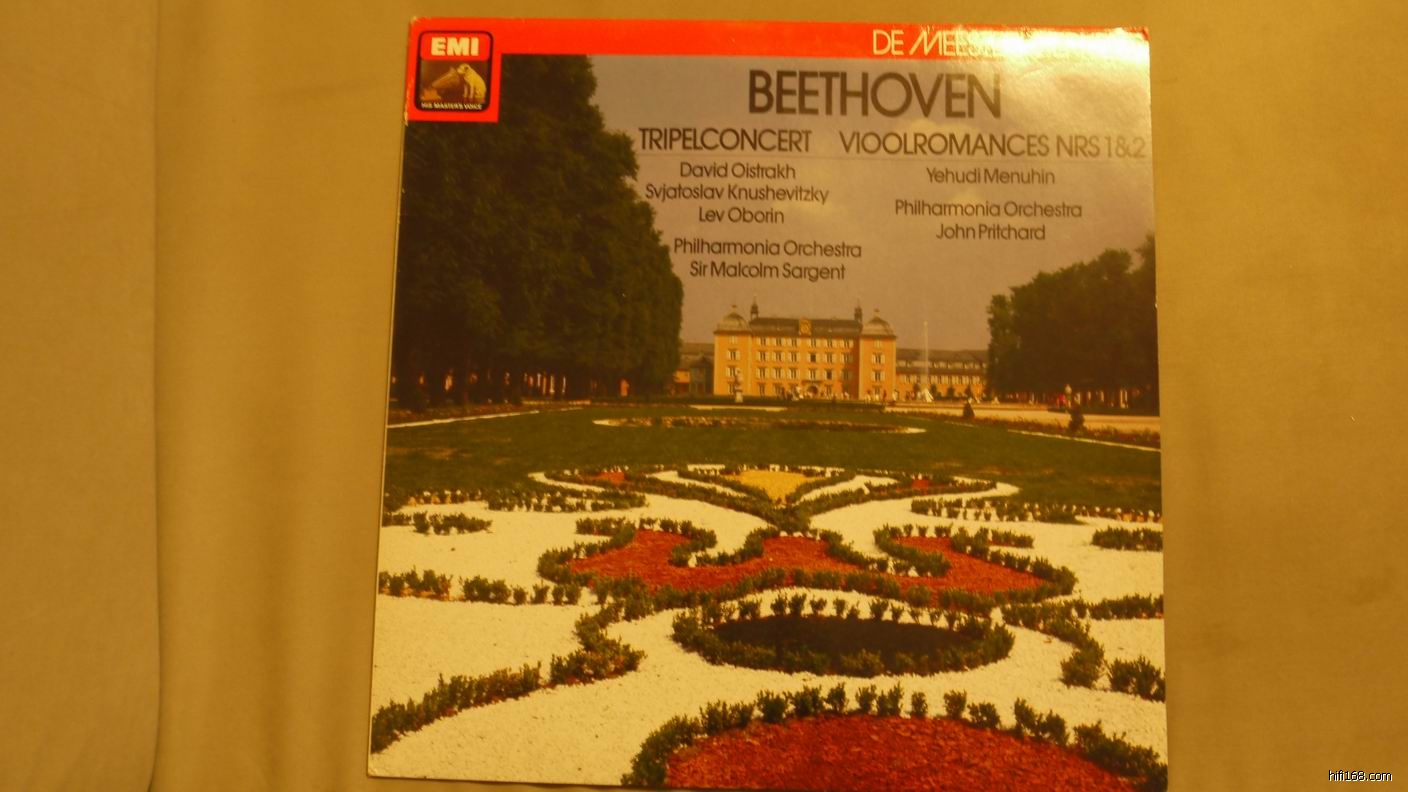 EMI
HIS MASTER'S VOICE
DE
BEETHOVEN
TRIPELCONCERT
David Oistrakh
Svjatoslav Knushevitzky
Lev Oborin
Philharmonia Orchestra
Sir Malcolm Sargent
VIOOLROMANCES NRS 1&2
Yehudi Menuhin
Philharmonia Orchestra
John Pritchard
hifi168.com